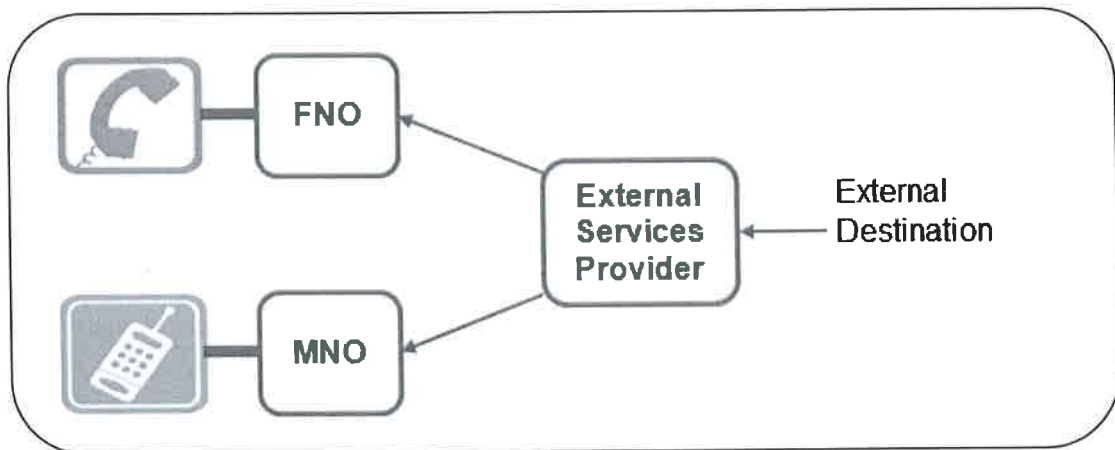 FNO
External
Services
Provider
External
Destination
MNO